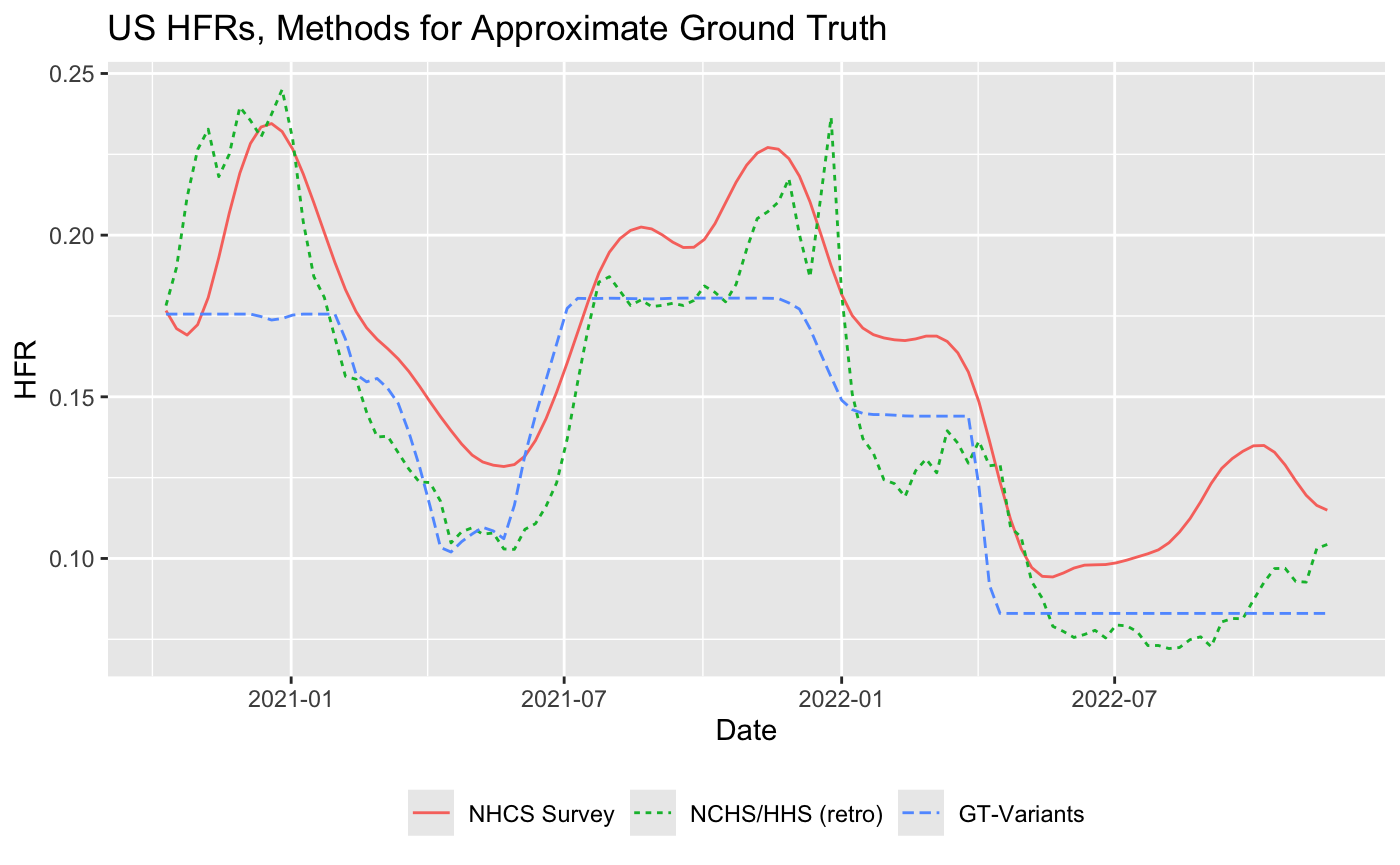 US HFRs, Methods for Approximate Ground Truth
HFR
0.25
0.20
0.15
0.10
2021-01 2021-07 2022-01 2022-07
Date
NHCS Survey NCHS/HHS (retro) GT-Variants